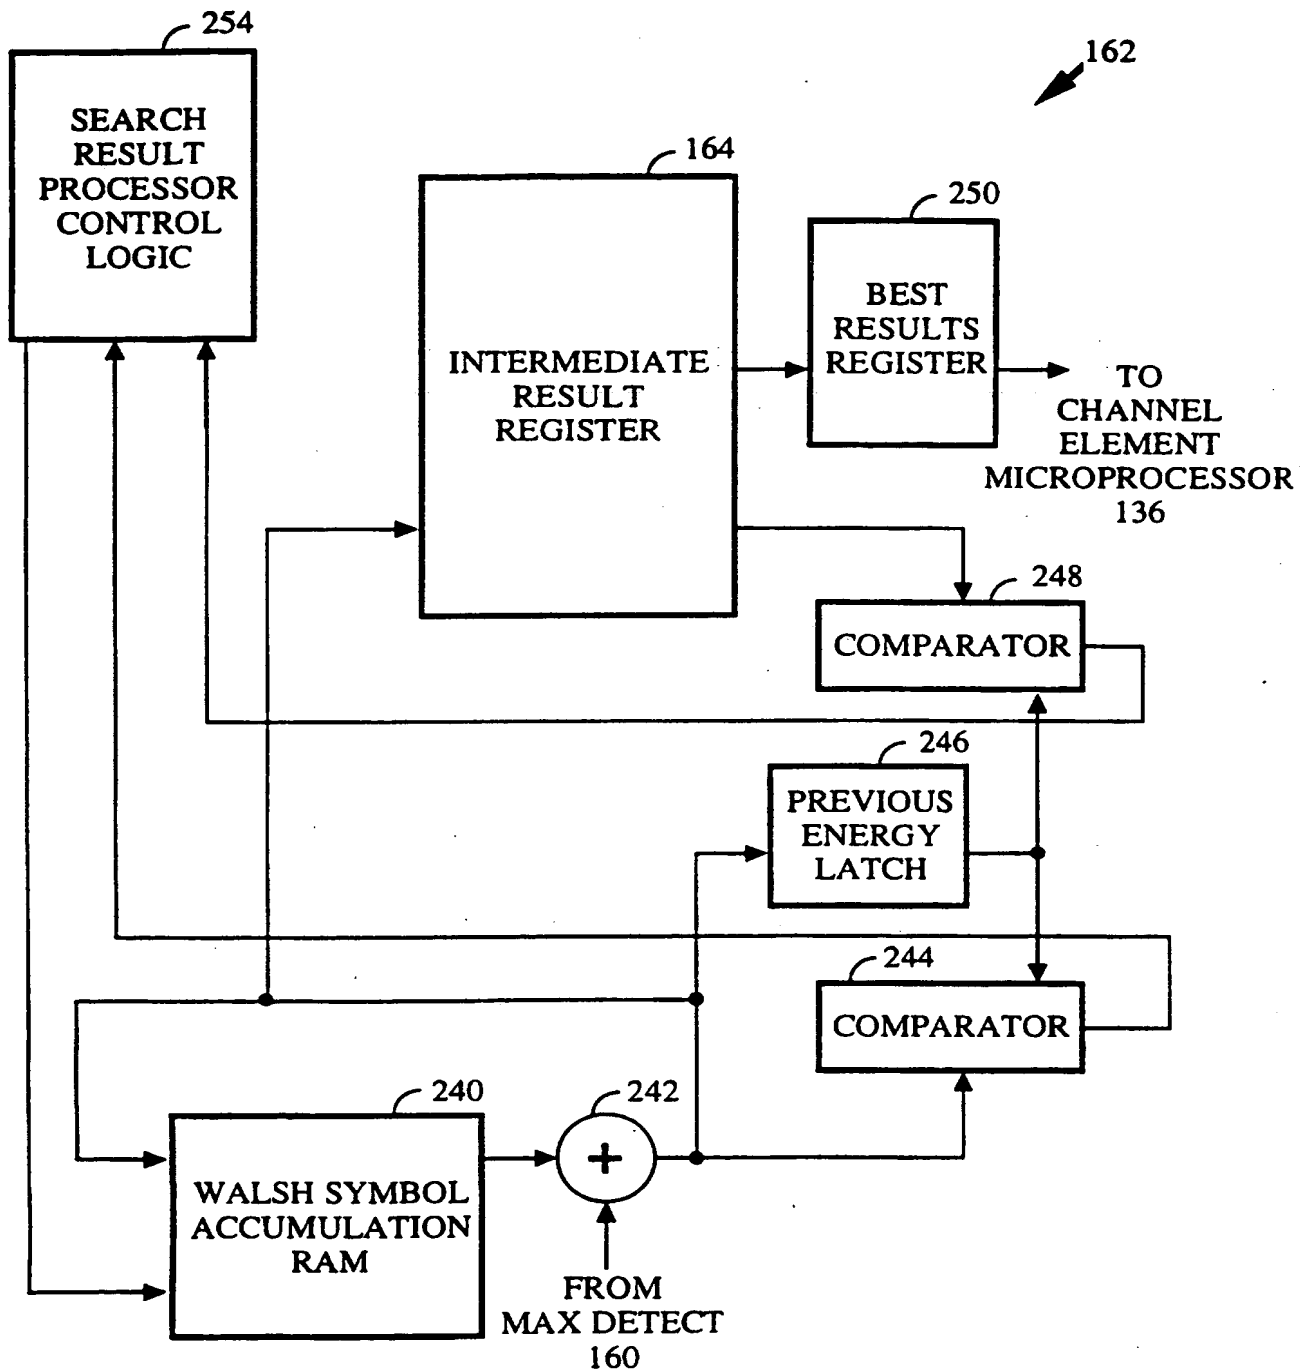 254
SEARCH
RESULT
PROCESSOR
CONTROL
LOGIC
162
164
INTERMEDIATE
RESULT
REGISTER
250
BEST
RESULTS
REGISTER
TO
CHANNEL
ELEMENT
MICROPROCESSOR
136
248
COMPARATOR
246
PREVIOUS
ENERGY
LATCH
244
COMPARATOR
240
WALSH SYMBOL
ACCUMULATION
RAM
242
+
FROM
MAX DETECT
160